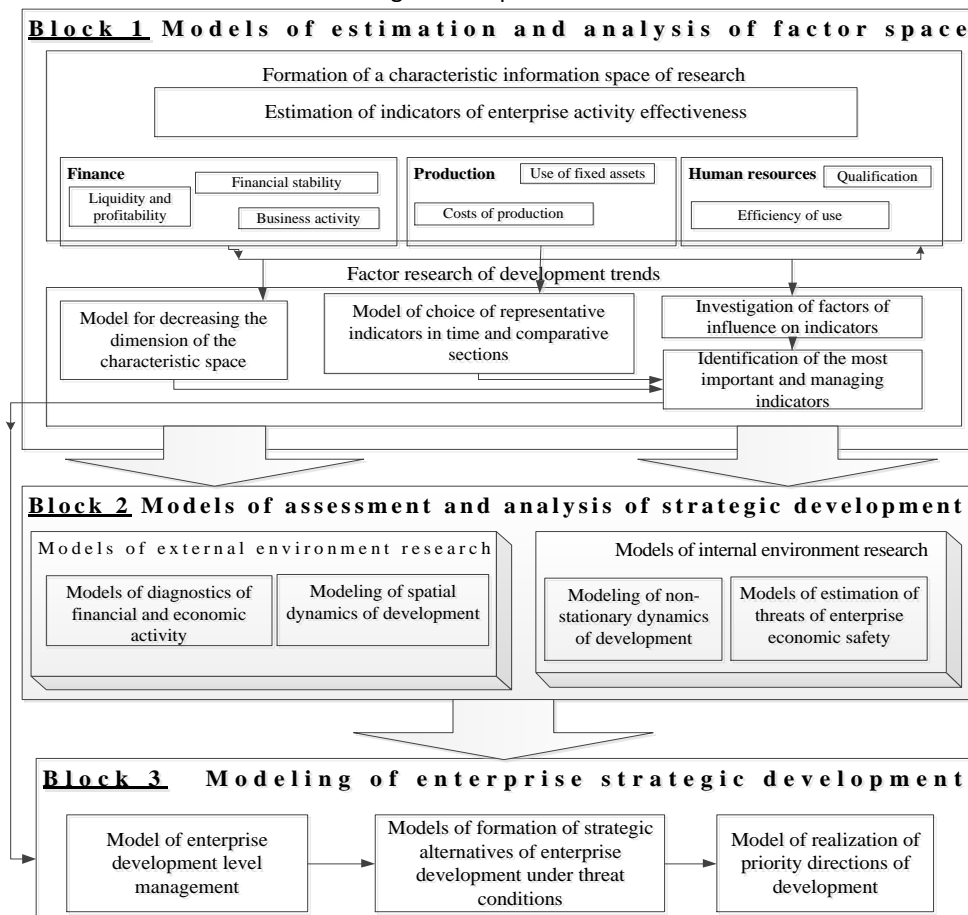 Block 1 Models of estimation and analysis of factor space
Formation of a characteristic information space of research
Estimation of indicators of enterprise activity effectiveness
Finance
Financial stability
Liquidity and
profitability
Business activity
Production
Use of fixed assets
Costs of production
Human resources
Qualification
Efficiency of use
Factor research of development trends
Model for decreasing the
dimension of the
characteristic space
Model of choice of representative
indicators in time and comparative
sections
Investigation of factors of
influence on indicators
Identification of the most
important and managing
indicators
Block 2 Models of assessment and analysis of strategic development
Models of external environment research
Models of diagnostics of
financial and economic
activity
Modeling of spatial
dynamics of development
Models of internal environment research
Modeling of non-
stationary dynamics
of development
Models of estimation of
threats of enterprise
economic safety
Block 3 Modeling of enterprise strategic development
Model of enterprise
development level
management
Models of formation of strategic
alternatives of enterprise
development under threat
conditions
Model of realization of
priority directions of
development